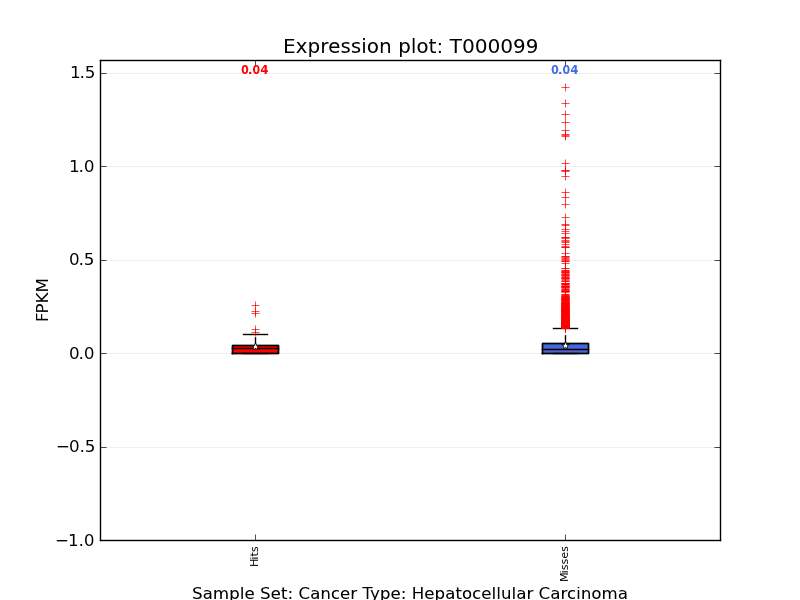 Expression plot: T000099
0.04 0.04
1.5
1.0
0.5
0.0
−0.5
−1.0
FPKM
Hits
Misses
Sample Set: Cancer Type: Hepatocellular Carcinoma